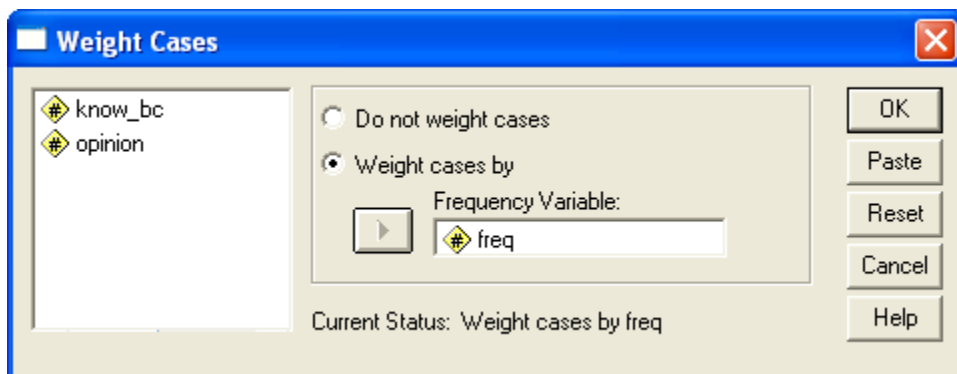 Weight Cases
know_bc
opinion
Do not weight cases
Weight cases by
Frequency Variable:
freq
Current Status: Weight cases by freq
OK
Paste
Reset
Cancel
Help